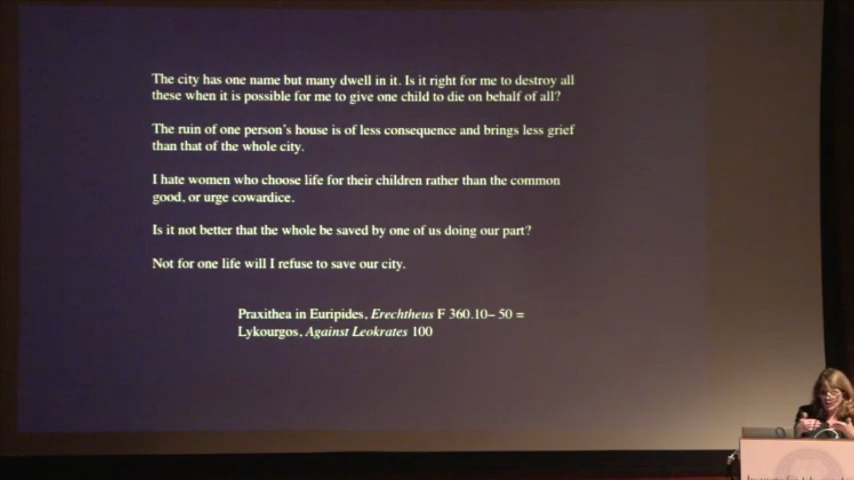 The city has one name but many dwell in it. Is it right for me to destroy all
these when it is possible for me to give one child to die on behalf of all?
The ruin of one person's house is of less consequence and brings less grief
than that of the whole city.
I hate women who choose life for their children rather than the common
good, or urge cowardice.
Is it not better that the whole be saved by one of us doing our part?
Not for one life will I refuse to save our city.
Praxithea in Euripides, Erechtheus F 360.10– 50 =
Lykourgos, Against Leokrates 100